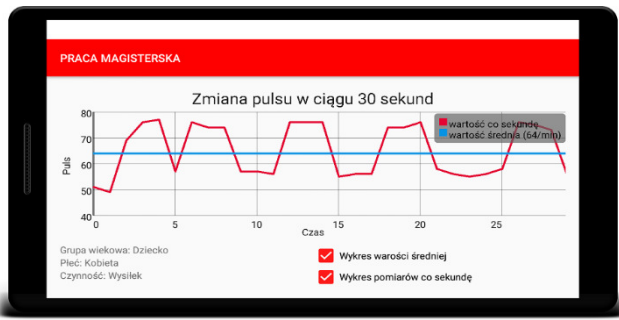 PRACA MAGISTERSKA
Zmiana pulsu w ciągu 30 sekund
wartość co sekundę
wartość średnia (64/min)
80
70
60
50
40
Puls
0 5 10 15 20 25
Czas
Grupa wiekowa: Dziecko
Płeć: Kobieta
Czynność: Wysiłek
Wykres warości średniej
Wykres pomiarów co sekundę